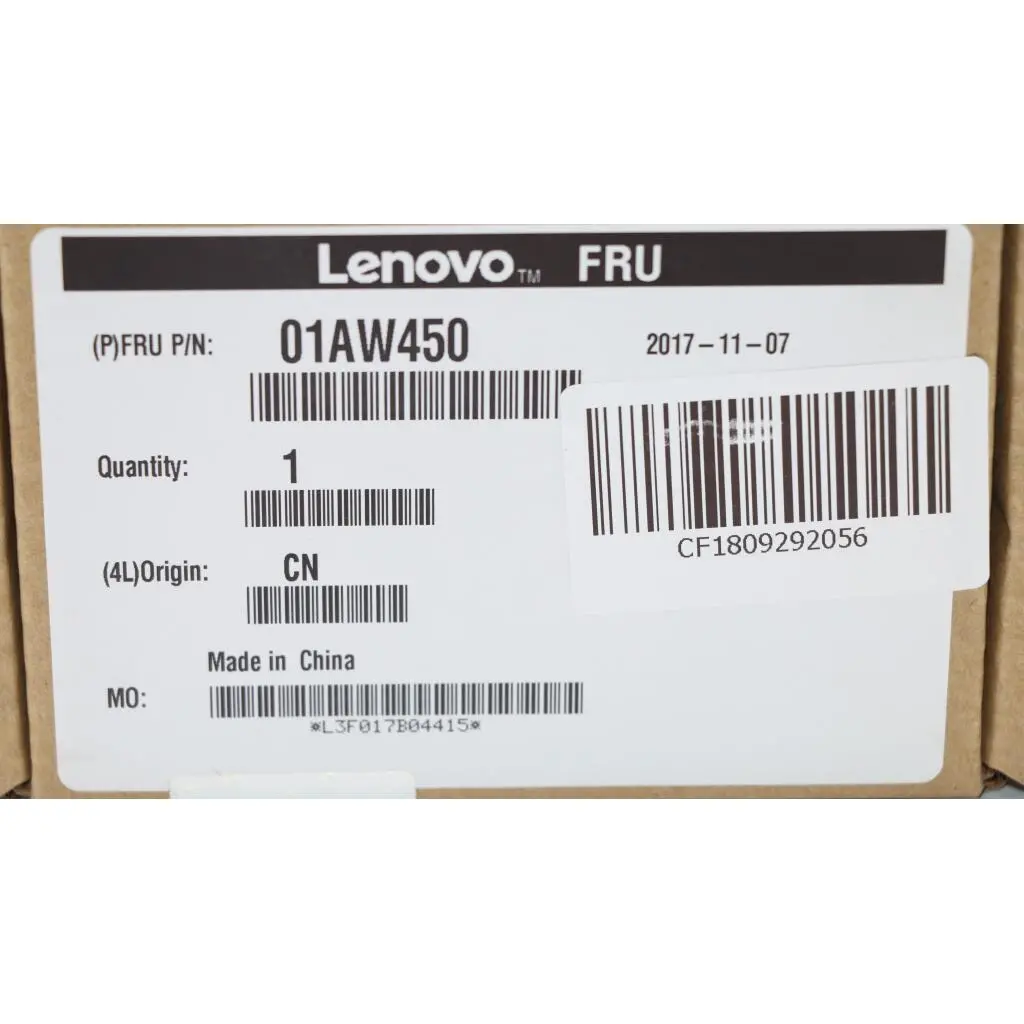 Lenovo™ FRU
(P)FRU P/N: 01AW450 2017-11-07
Quantity: 1
CF1809292056
(4L)Origin: CN
Made in China
MO:
*L3F017B04415*